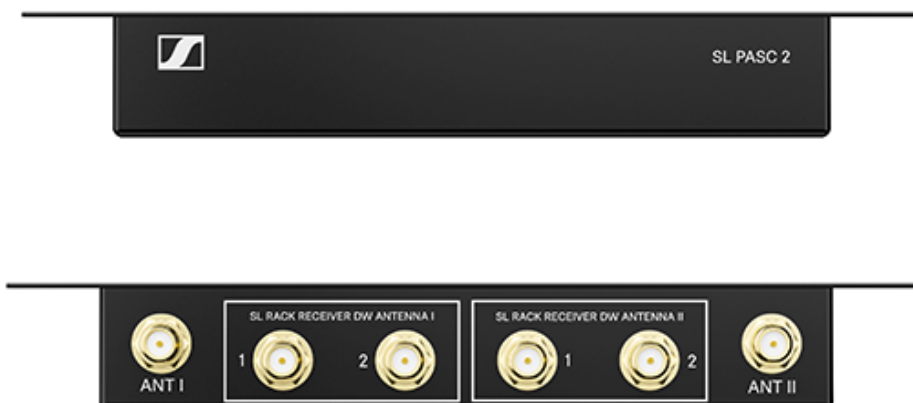 SL PASC 2
SL RACK RECEIVER DW ANTENNA I
SL RACK RECEIVER DW ANTENNA II
1 2 1 2
ANT I ANT II